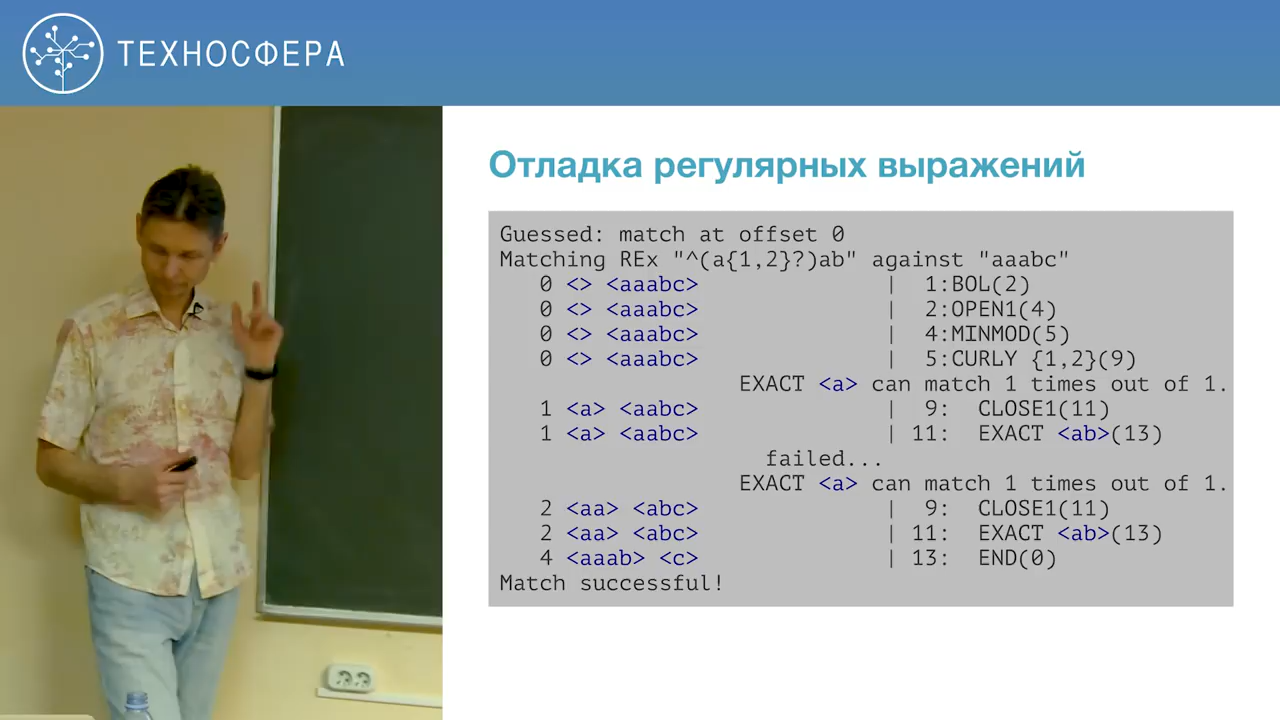 ТЕХНОСФЕРА
Отладка регулярных выражений
Guessed: match at offset 0
Matching REx "^(a{1,2}?)ab" against "aaabc"
0 <> <aaabc> | 1:BOL(2)
0 <> <aaabc> | 2:OPEN1(4)
0 <> <aaabc> | 4:MINMOD(5)
0 <> <aaabc> | 5:CURLY {1,2}(9)
EXACT <a> can match 1 times out of 1.
1 <a> <aabc> | 9: CLOSE1(11)
1 <a> <aabc> | 11: EXACT <ab>(13)
failed...
EXACT <a> can match 1 times out of 1.
2 <aa> <abc> | 9: CLOSE1(11)
2 <aa> <abc> | 11: EXACT <ab>(13)
4 <aaab> <c> | 13: END(0)
Match successful!